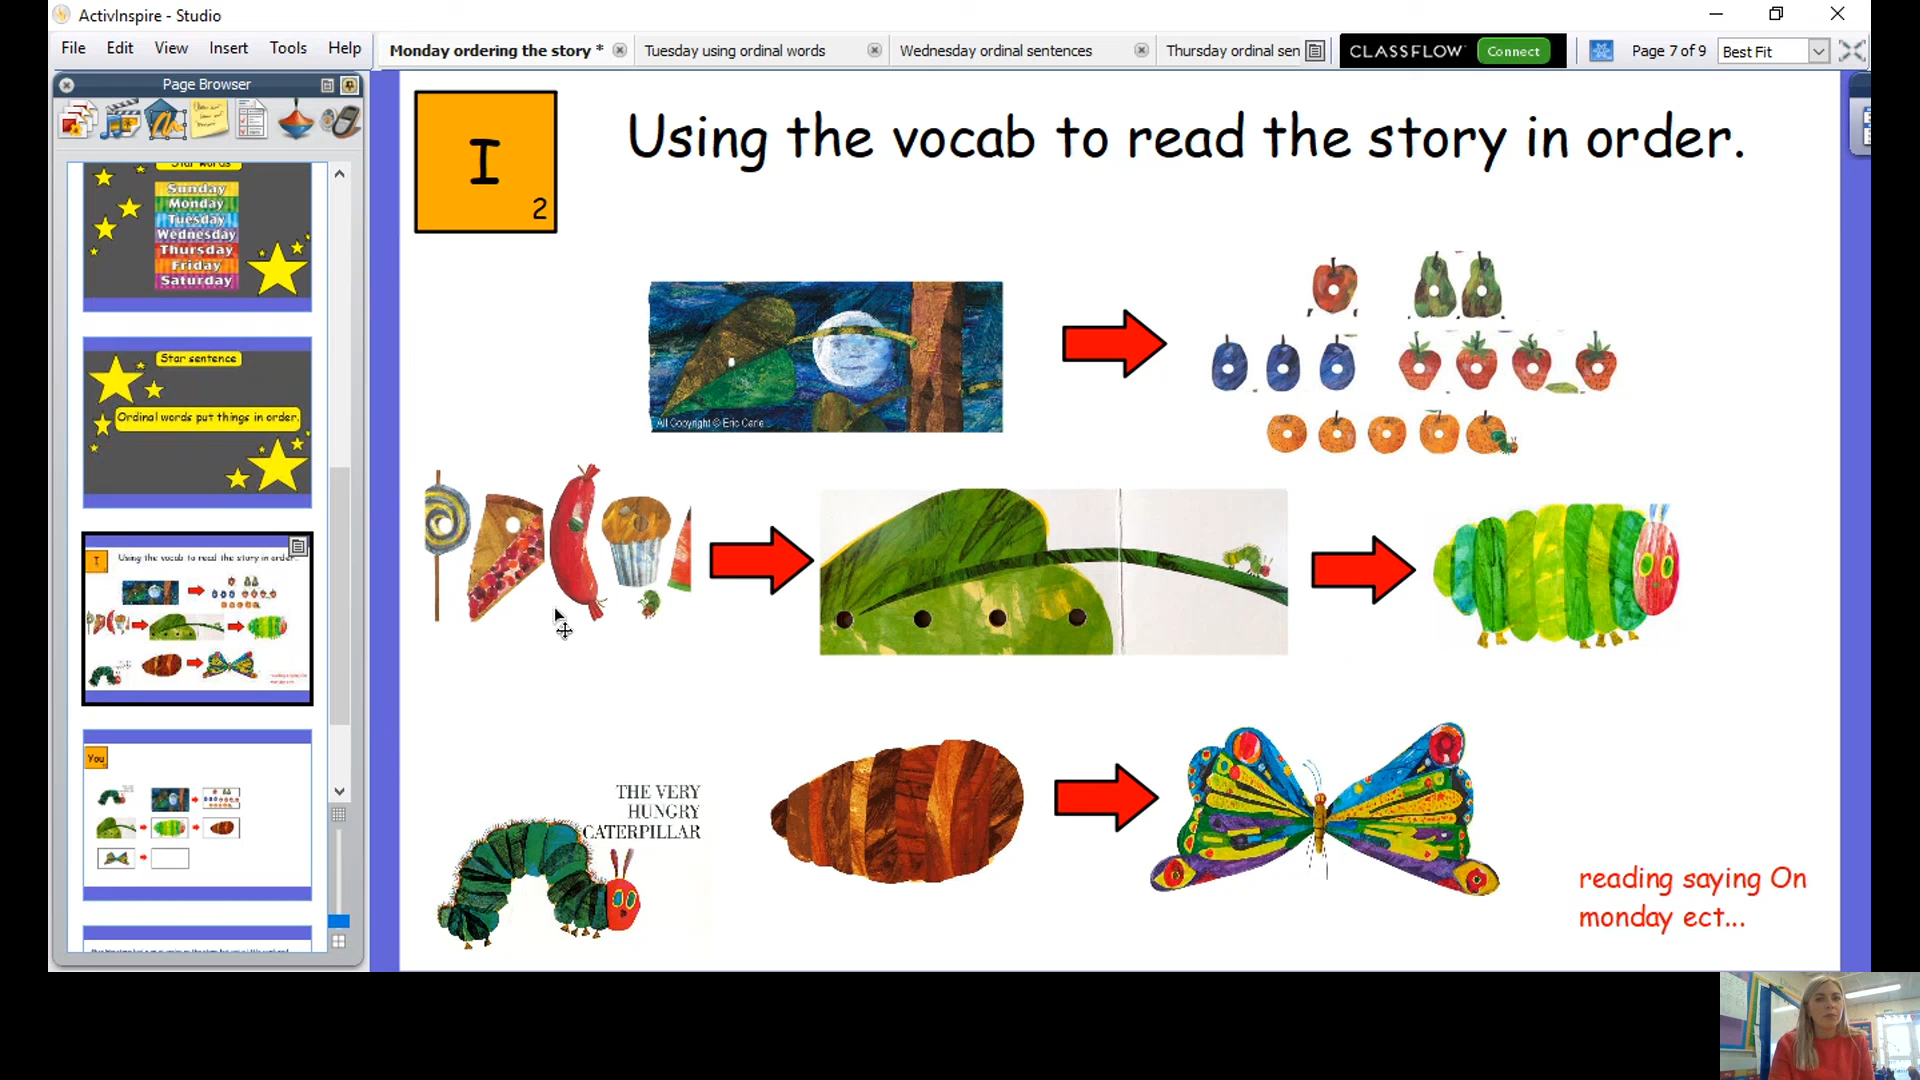 ActivInspire - Studio
File Edit View Insert Tools Help
Monday ordering the story * Tuesday using ordinal words Wednesday ordinal sentences Thursday ordinal sen
CLASSFLOW Connect Page 7 of 9 Best Fit
Page Browser
Star words
Sunday
Monday
Tuesday
Wednesday
Thursday
Friday
Saturday
Star sentence
Ordinal words put things in order.
I
Using the vocab to read the story in order.
You
I
2
Using the vocab to read the story in order.
All Copyright © Eric Carle
THE VERY
HUNGRY
CATERPILLAR
reading saying On
monday ect...